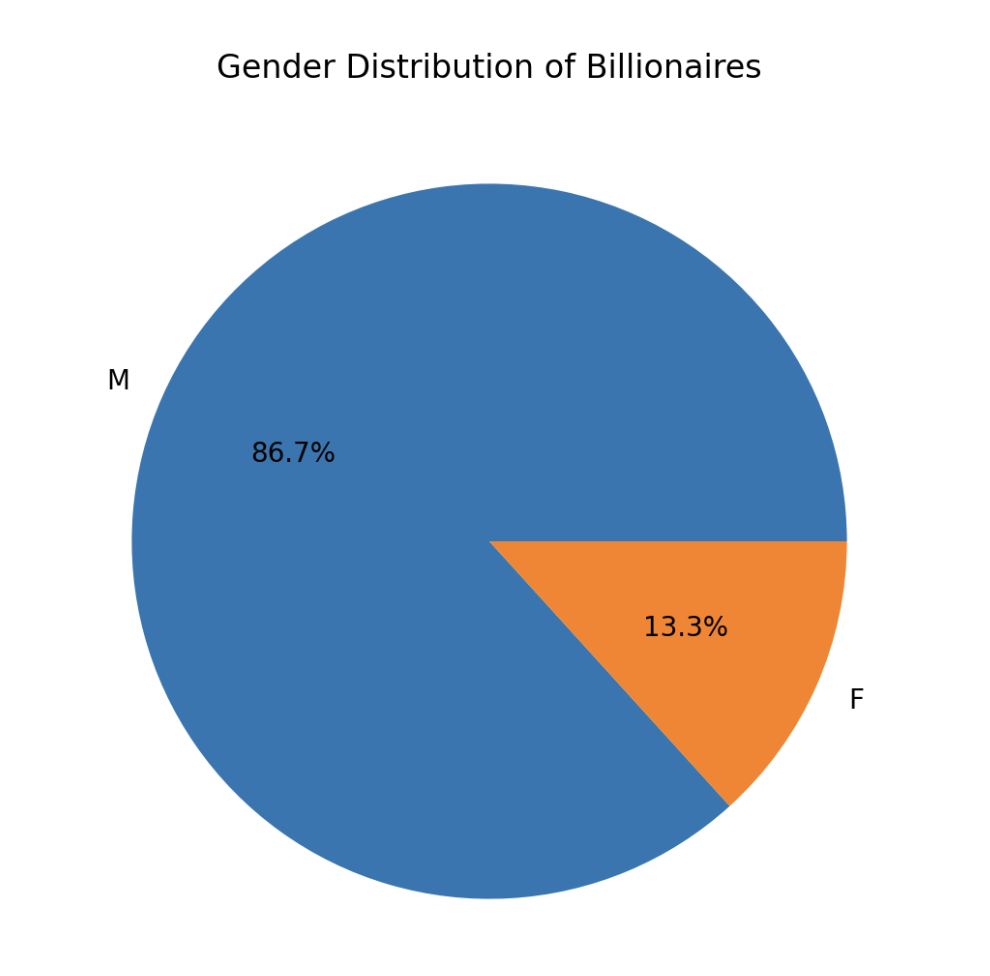 Gender Distribution of Billionaires
M
86.7%
13.3%
F